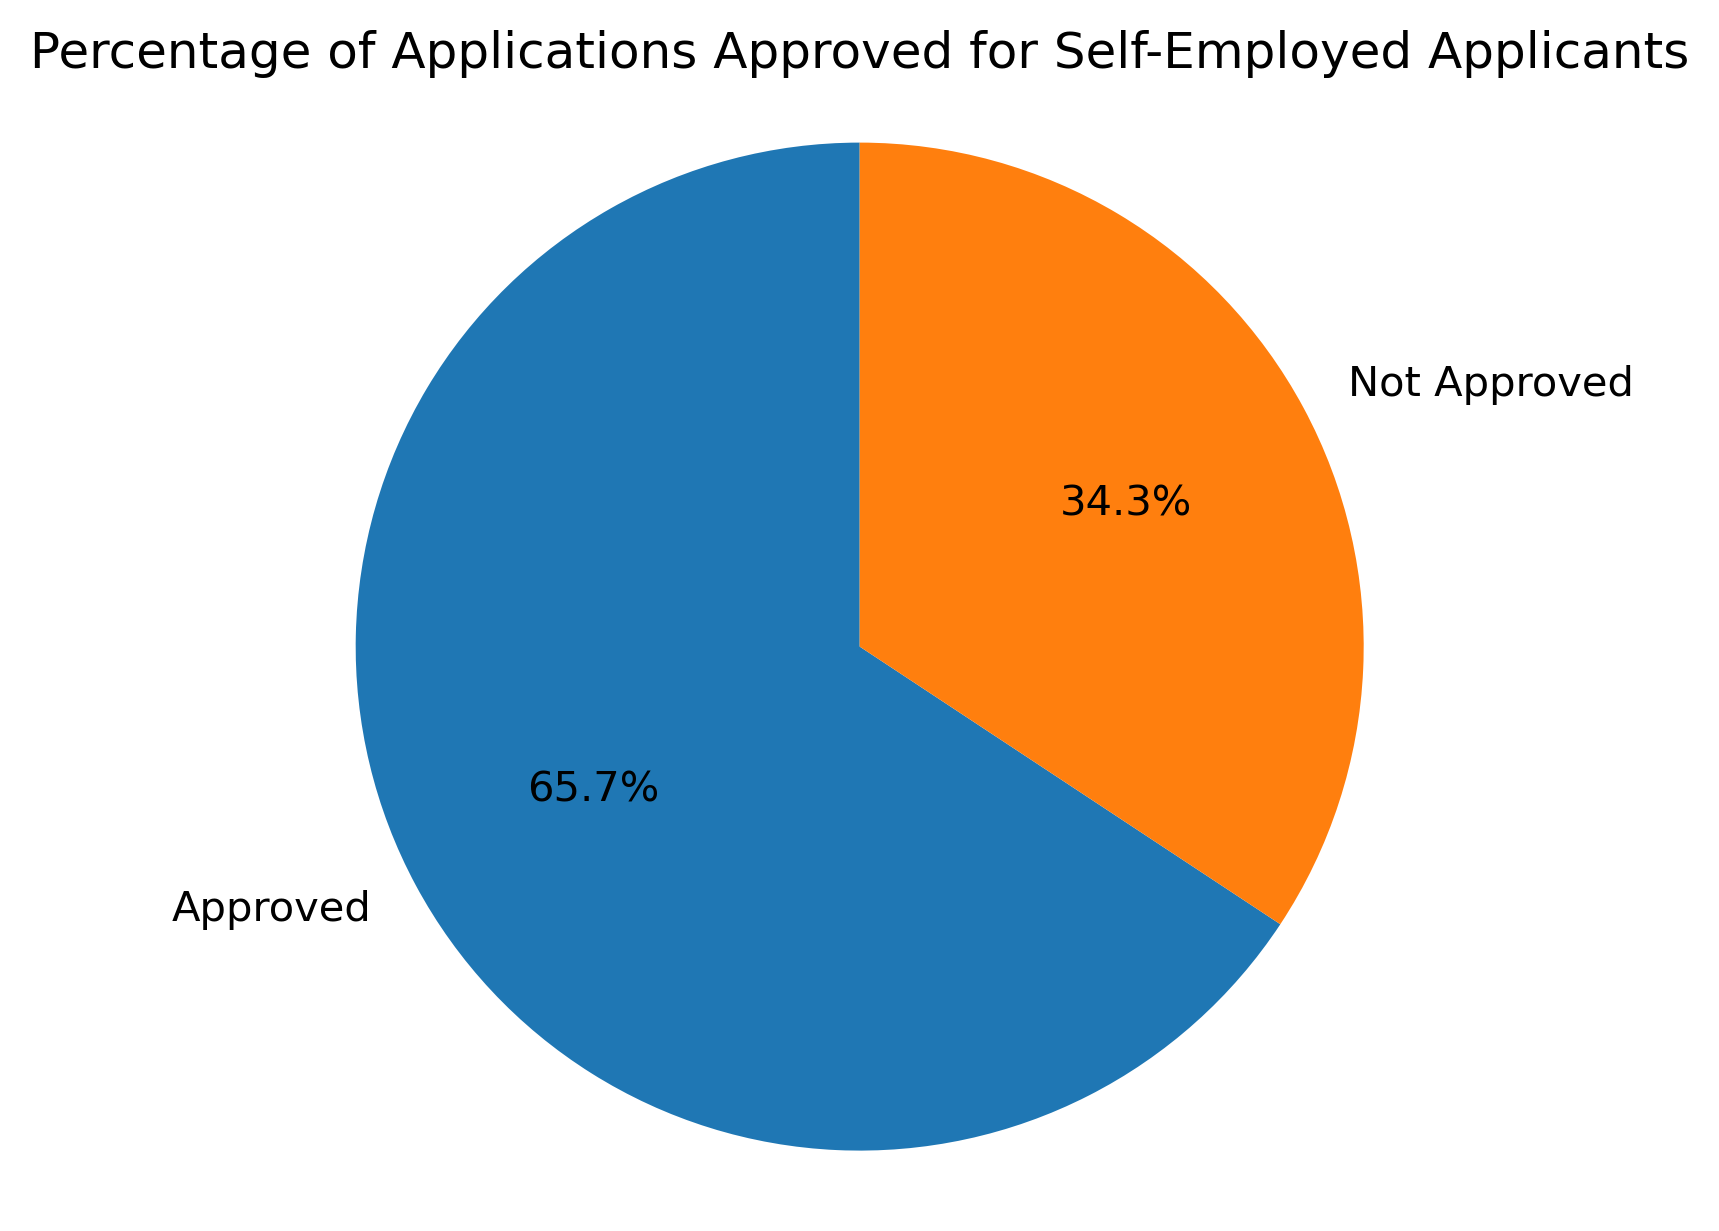 Percentage of Applications Approved for Self-Employed Applicants
Not Approved
34.3%
65.7%
Approved